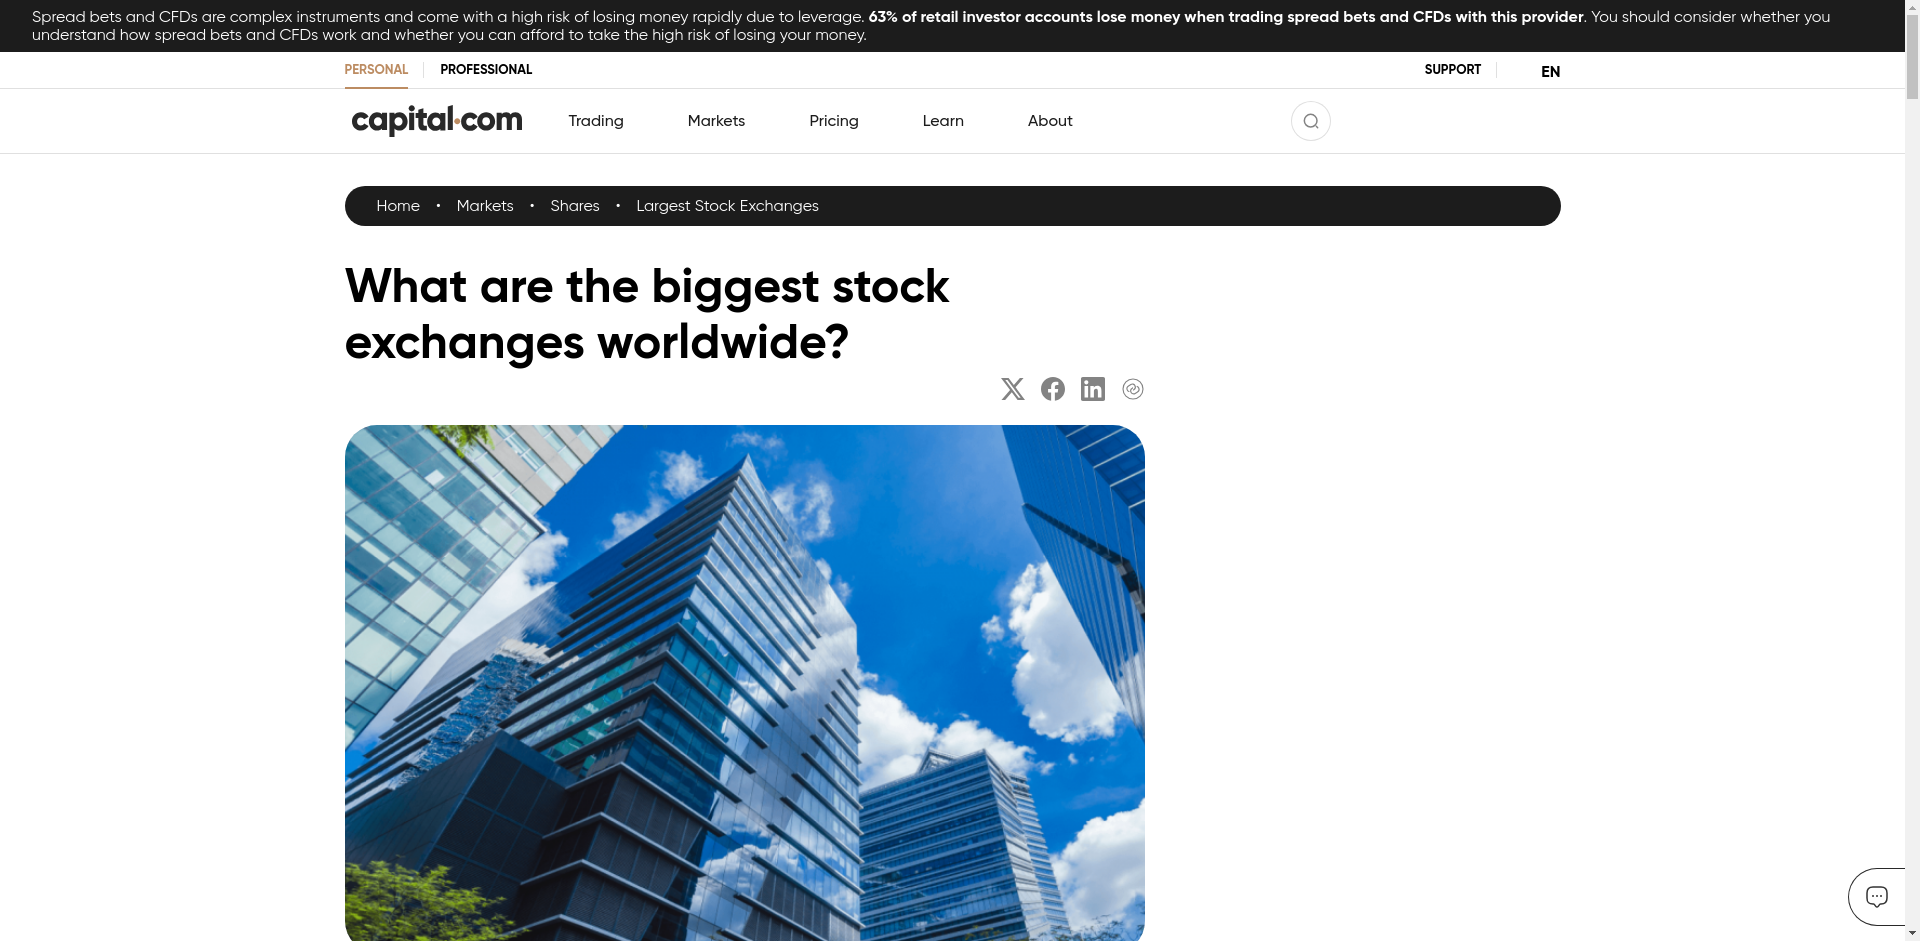 Spread bets and CFDs are complex instruments and come with a high risk of losing money rapidly due to leverage. 63% of retail investor accounts lose money when trading spread bets and CFDs with this provider. You should consider whether you
understand how spread bets and CFDs work and whether you can afford to take the high risk of losing your money.
PERSONAL PROFESSIONAL SUPPORT EN
capital.com Trading Markets Pricing Learn About
Home • Markets • Shares • Largest Stock Exchanges
What are the biggest stock
exchanges worldwide?